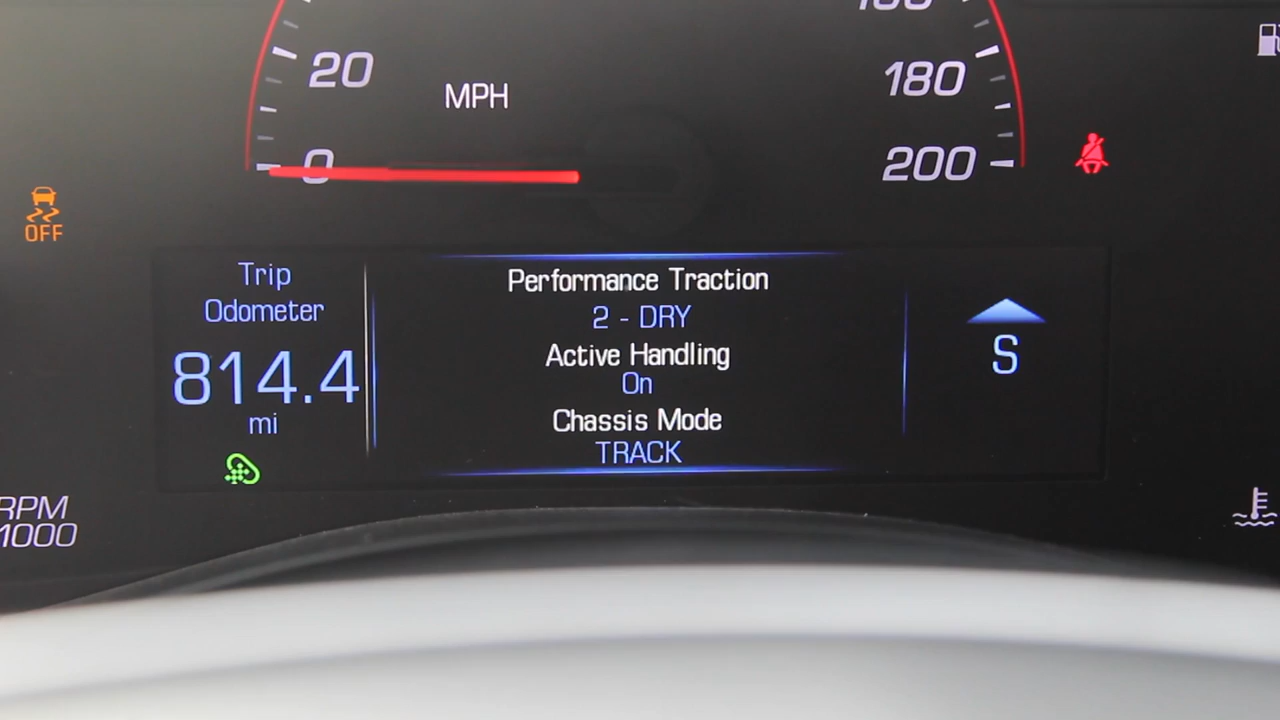 160
20
180
MPH
0
200
OFF
Trip
Odometer
814.4
mi
Performance Traction
2 - DRY
Active Handling
On
Chassis Mode
TRACK
S
RPM
1000